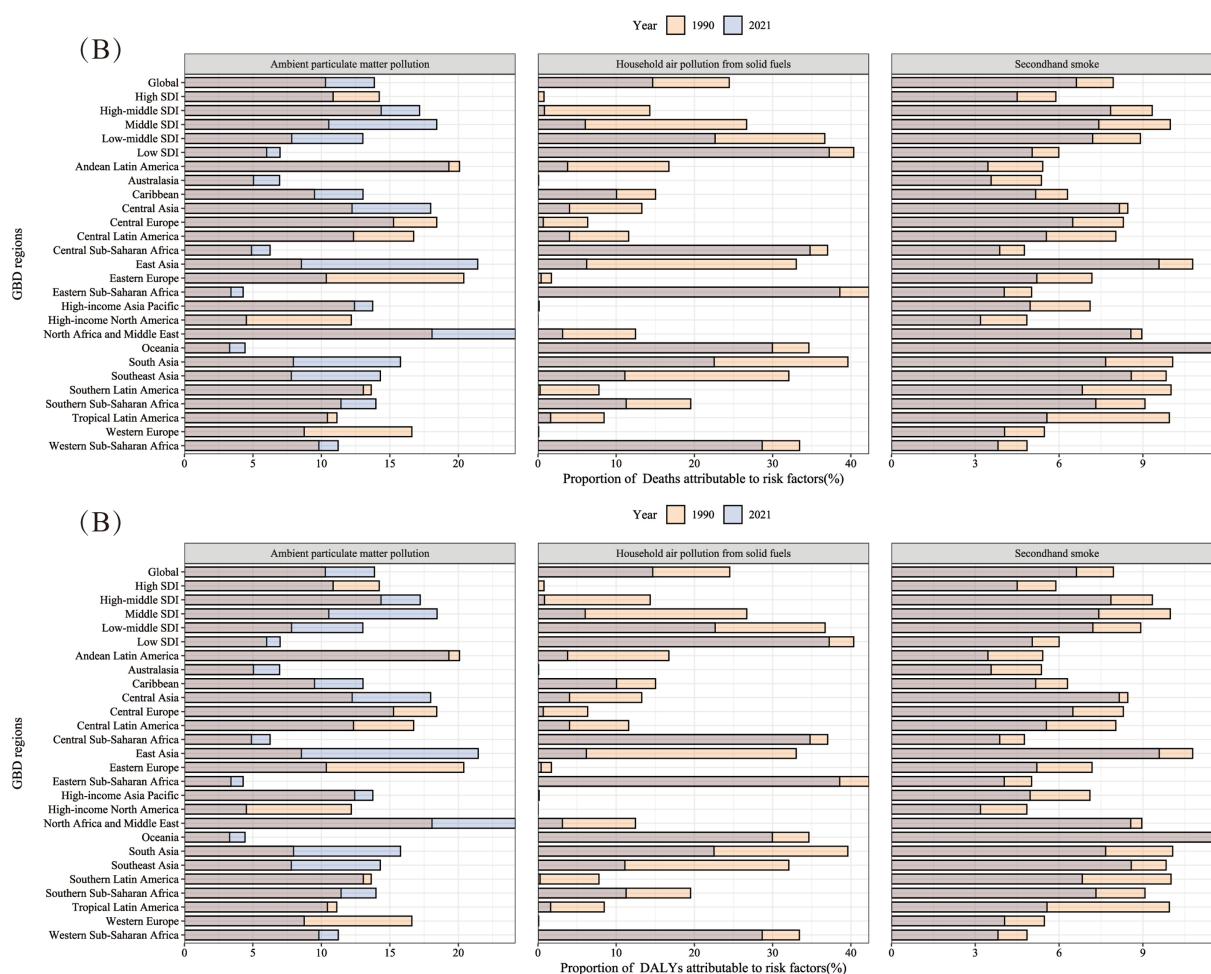 Year 1990 2021
(B)
Ambient particulate matter pollution Household air pollution from solid fuels Secondhand smoke
GBD regions
Global
High SDI
High-middle SDI
Middle SDI
Low-middle SDI
Low SDI
Andean Latin America
Australasia
Caribbean
Central Asia
Central Europe
Central Latin America
Central Sub-Saharan Africa
East Asia
Eastern Europe
Eastern Sub-Saharan Africa
High-income Asia Pacific
High-income North America
North Africa and Middle East
Oceania
South Asia
Southeast Asia
Southern Latin America
Southern Sub-Saharan Africa
Tropical Latin America
Western Europe
Western Sub-Saharan Africa
0 5 10 15 20 0 10 20 30 40 0 3 6 9
Proportion of Deaths attributable to risk factors(%)
Year 1990 2021
(B)
Ambient particulate matter pollution Household air pollution from solid fuels Secondhand smoke
GBD regions
Global
High SDI
High-middle SDI
Middle SDI
Low-middle SDI
Low SDI
Andean Latin America
Australasia
Caribbean
Central Asia
Central Europe
Central Latin America
Central Sub-Saharan Africa
East Asia
Eastern Europe
Eastern Sub-Saharan Africa
High-income Asia Pacific
High-income North America
North Africa and Middle East
Oceania
South Asia
Southeast Asia
Southern Latin America
Southern Sub-Saharan Africa
Tropical Latin America
Western Europe
Western Sub-Saharan Africa
0 5 10 15 20 0 10 20 30 40 0 3 6 9
Proportion of DALYs attributable to risk factors(%)